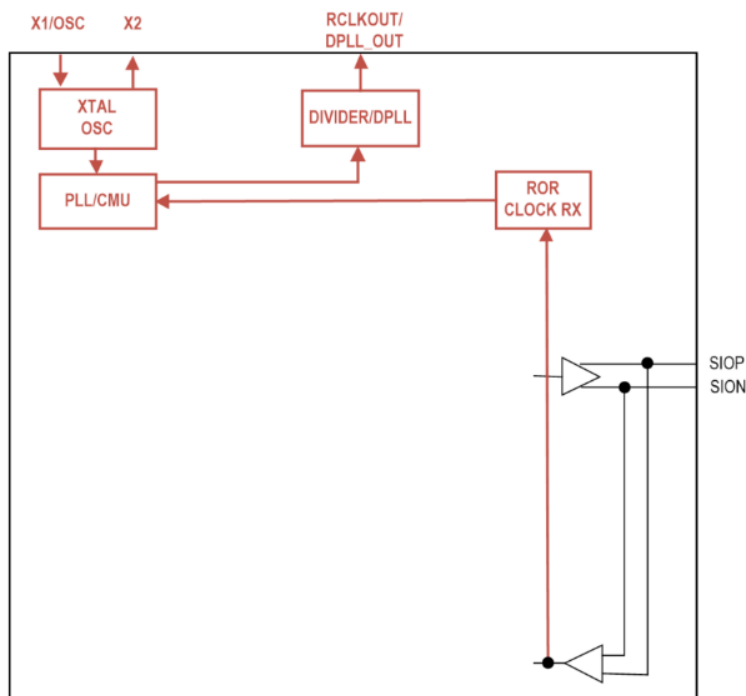 X1/OSC
X2
RCLKOUT/
DPLL_OUT
XTAL
OSC
DIVIDER/DPLL
PLL/CMU
ROR
CLOCK RX
SIOP
SION